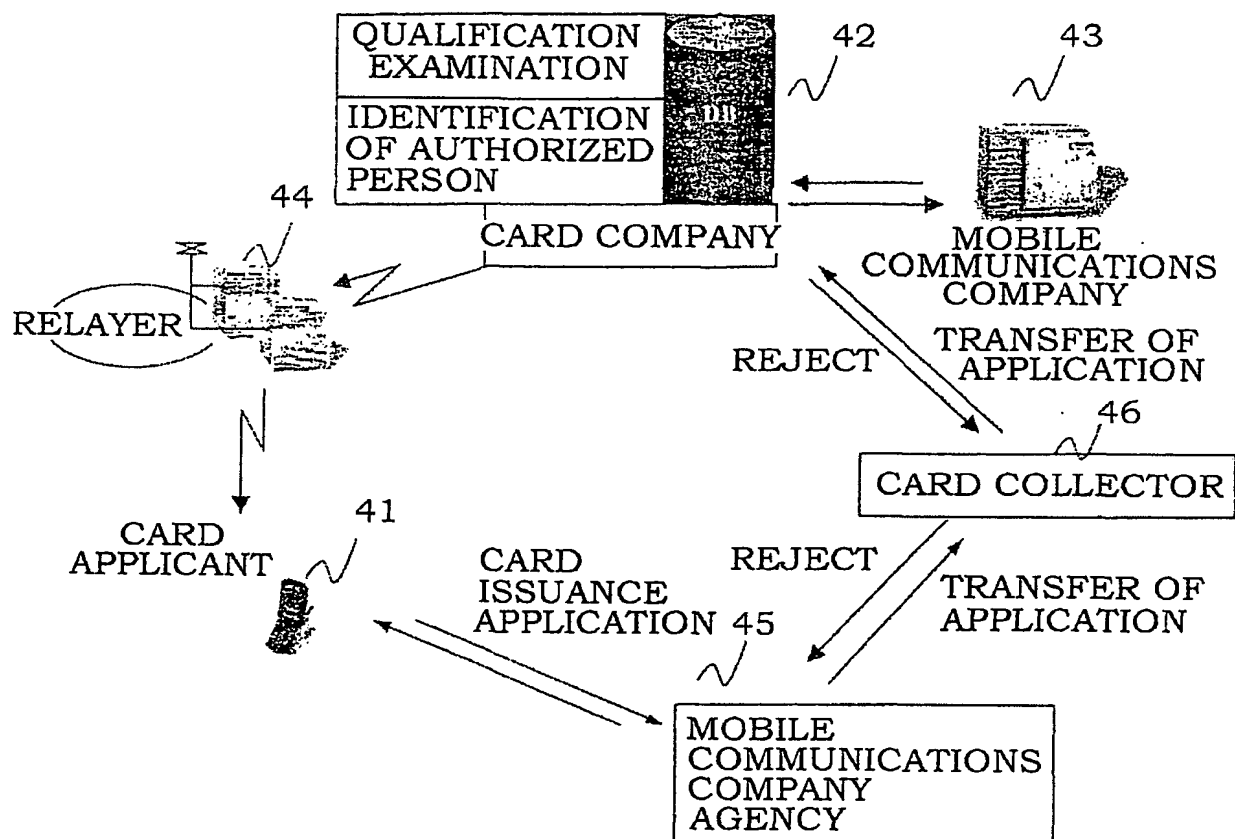 QUALIFICATION
EXAMINATION
IDENTIFICATION
OF AUTHORIZED
PERSON
DB
CARD COMPANY
42
43
MOBILE
COMMUNICATIONS
COMPANY
44
RELAYER
REJECT
TRANSFER OF
APPLICATION
46
CARD COLLECTOR
CARD
APPLICANT
41
CARD
ISSUANCE
APPLICATION
REJECT
TRANSFER OF
APPLICATION
45
MOBILE
COMMUNICATIONS
COMPANY
AGENCY